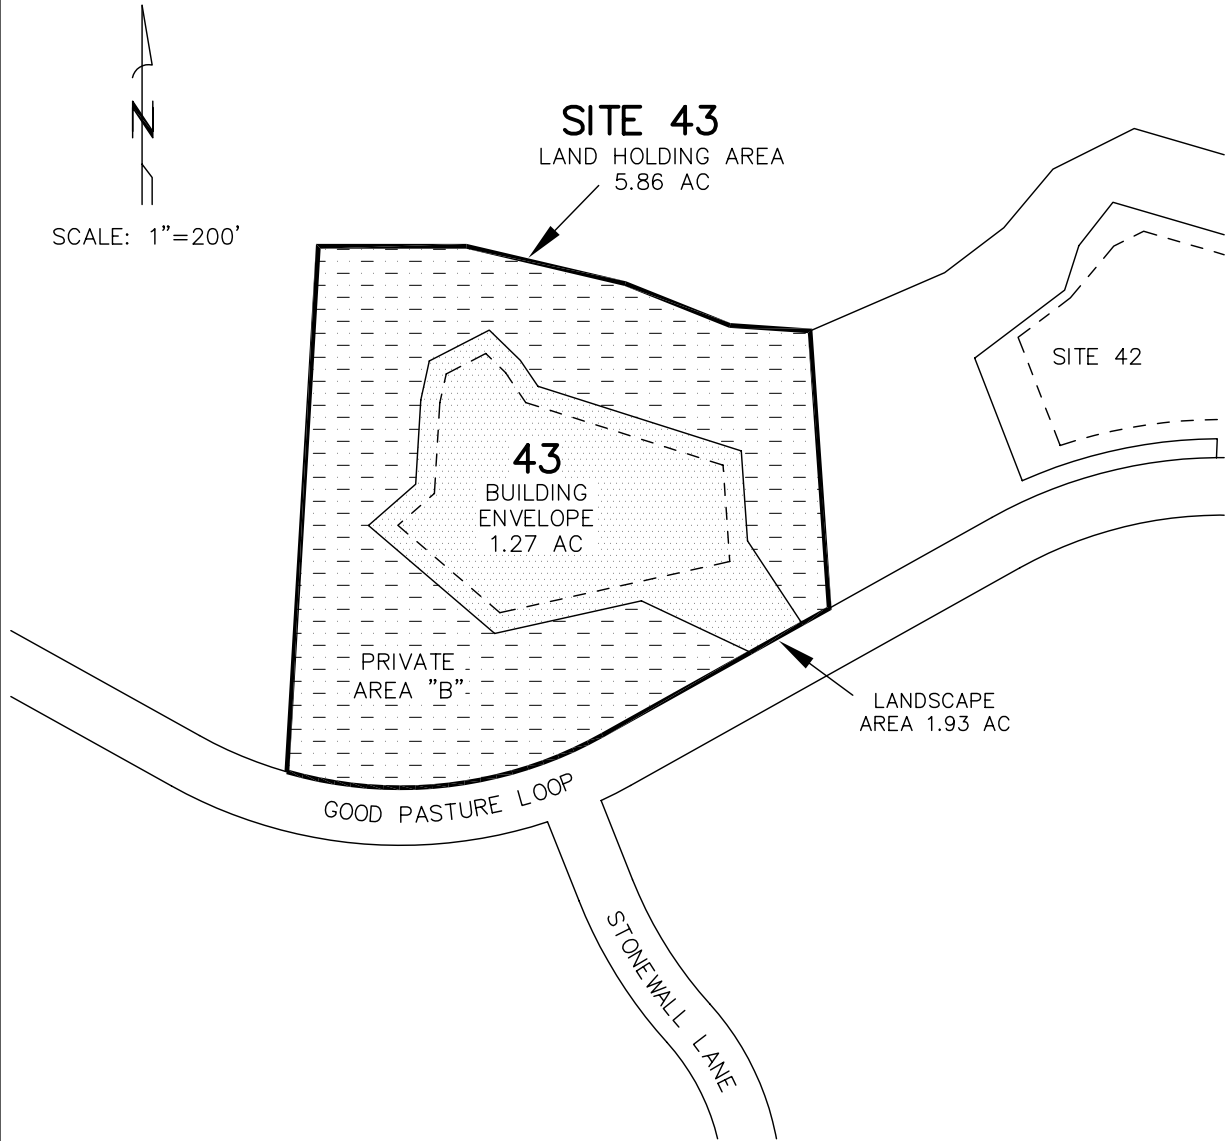 N
SCALE: 1"=200'
SITE 43
LAND HOLDING AREA
5.86 AC
SITE 42
43
BUILDING
ENVELOPE
1.27 AC
PRIVATE
AREA "B"
LANDSCAPE
AREA 1.93 AC
GOOD PASTURE LOOP
STONEWALL LANE